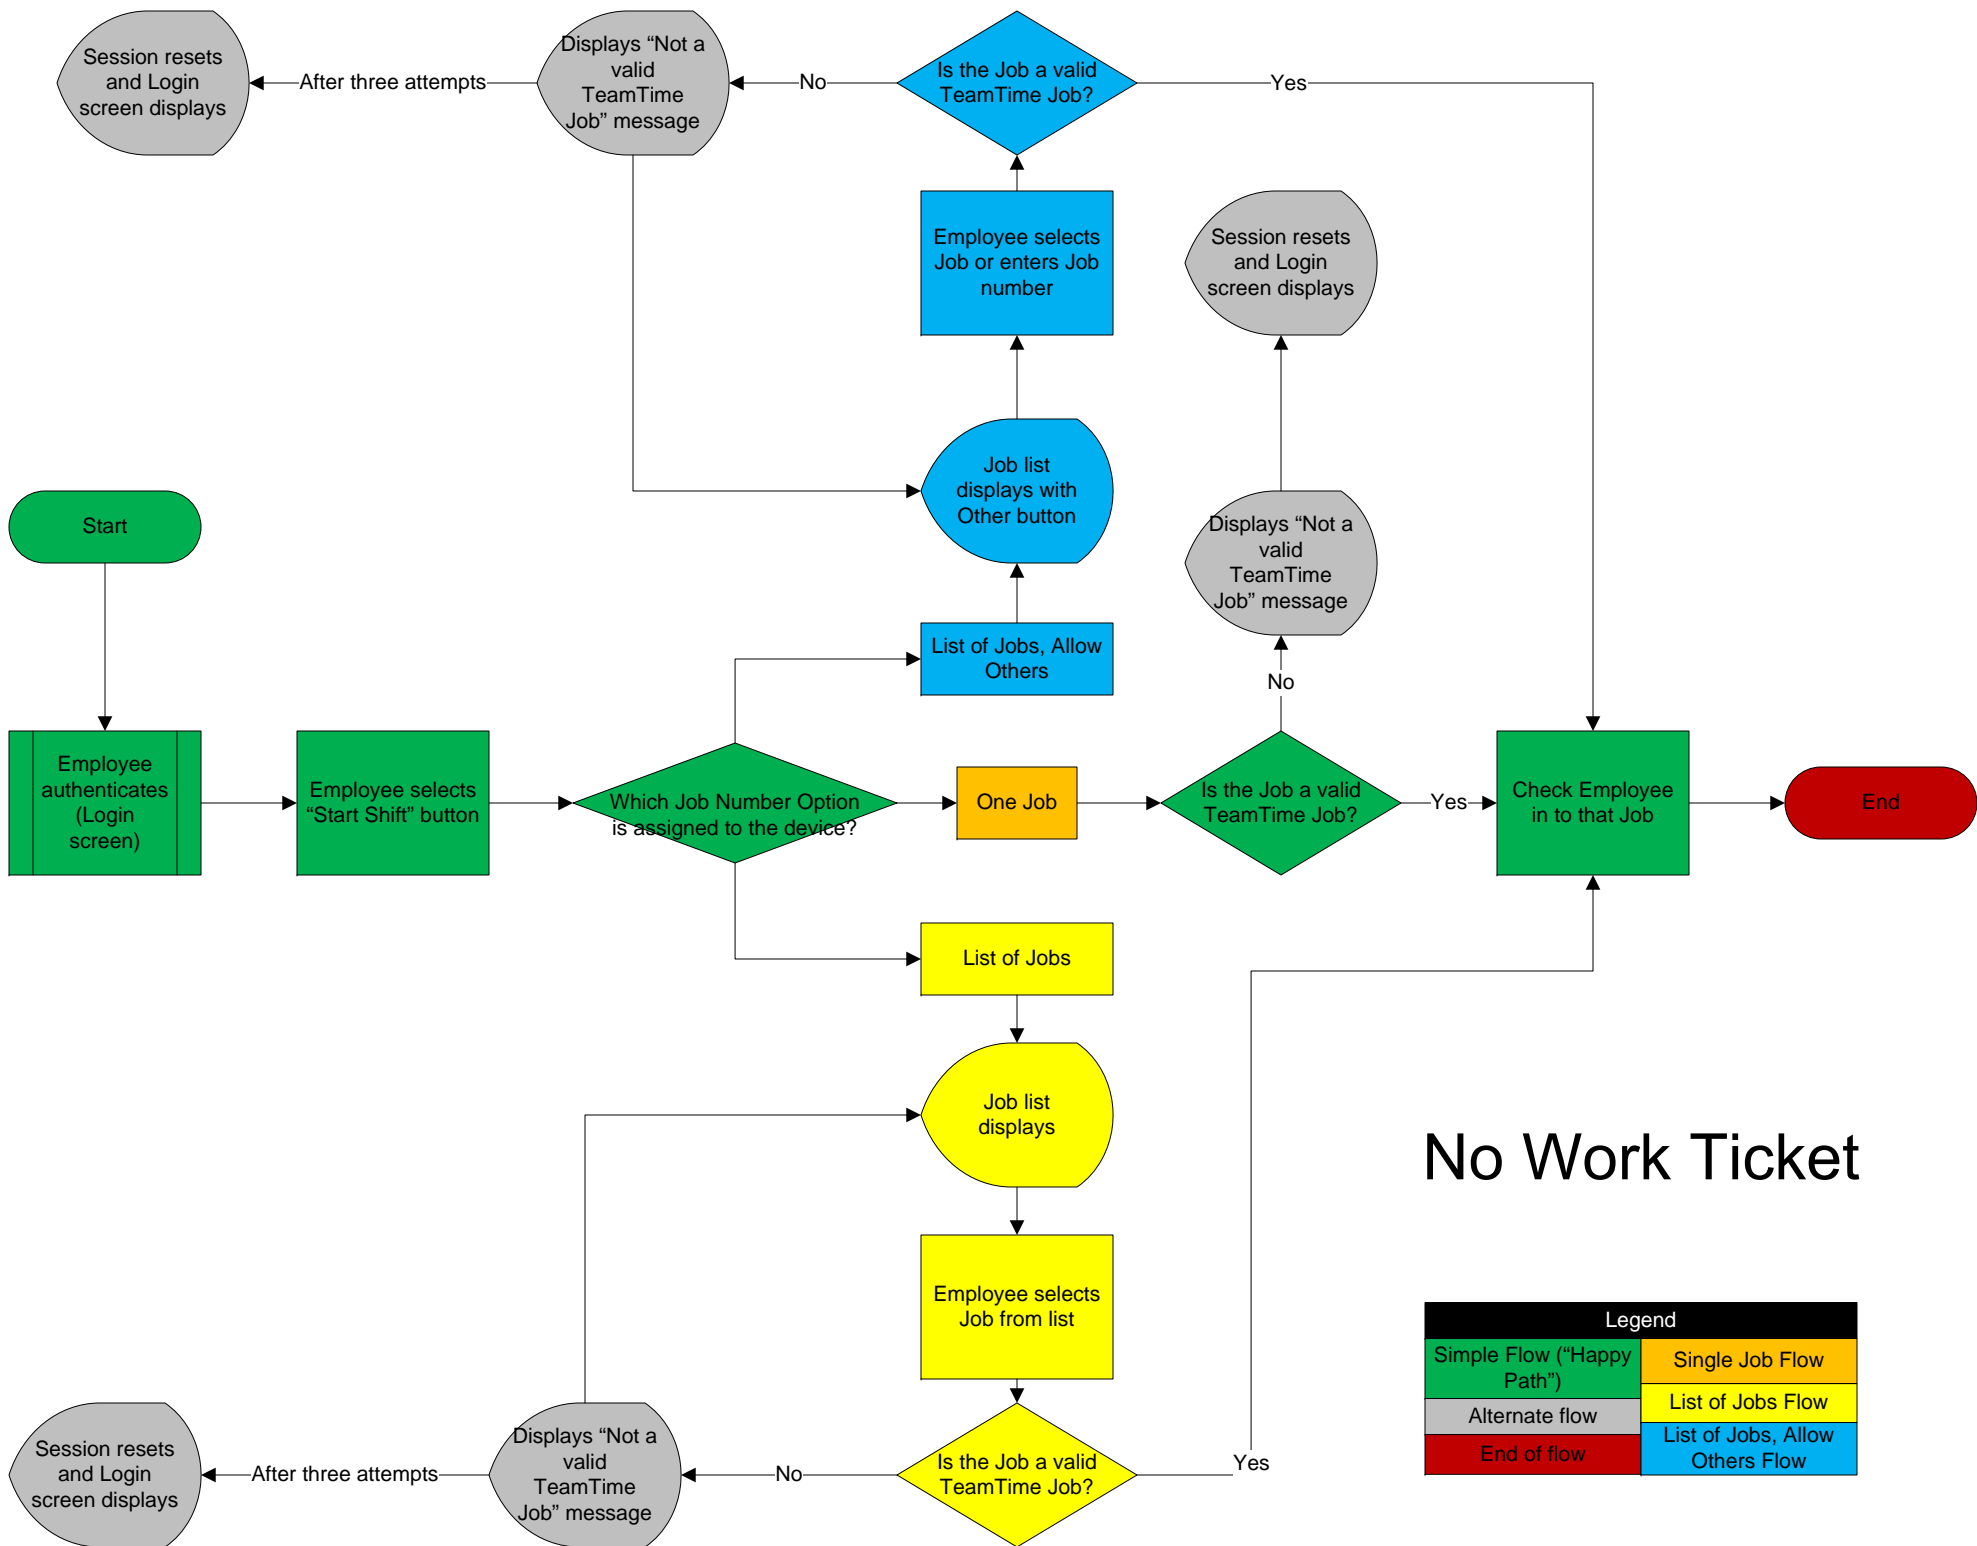 Session resets
and Login
screen displays
After three attempts
Displays “Not a
valid
TeamTime
Job” message
No
Is the Job a valid
TeamTime Job?
Yes
Employee selects
Job or enters Job
number
Session resets
and Login
screen displays
Job list
displays with
Other button
Start
Displays “Not a
valid
TeamTime
Job” message
List of Jobs, Allow
Others
No
Employee
authenticates
(Login
screen)
Employee selects
“Start Shift” button
Which Job Number Option
is assigned to the device?
One Job
Is the Job a valid
TeamTime Job?
Yes
Check Employee
in to that Job
End
List of Jobs
Job list
displays
No Work Ticket
Employee selects
Job from list
Session resets
and Login
screen displays
After three attempts
Displays “Not a
valid
TeamTime
Job” message
No
Is the Job a valid
TeamTime Job?
Yes
Legend
Simple Flow (“Happy
Path”)
Single Job Flow
Alternate flow
List of Jobs Flow
End of flow
List of Jobs, Allow
Others Flow